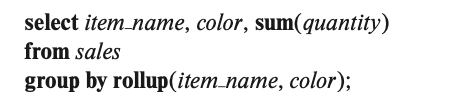 select item_name, color, sum(quantity)
from sales
group by rollup(item_name, color);